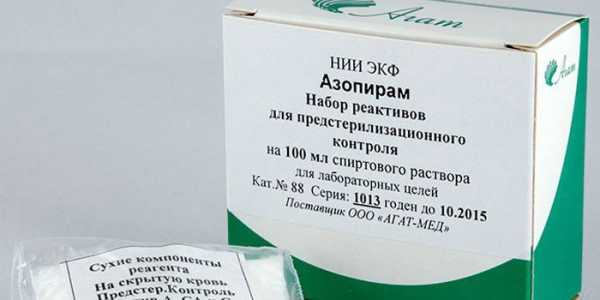 Агат
Агат
НИИ ЭКФ
Азопирам
Набор реактивов
для предстерилизационного
контроля
на 100 мл спиртового раствора
для лабораторных целей
Кат.№ 88 Серия: 1013 годен до 10.2015
Поставщик ООО «АГАТ-МЕД»
Сухие компоненты
реагента
На скрытую кровь.
Предстер.Контроль